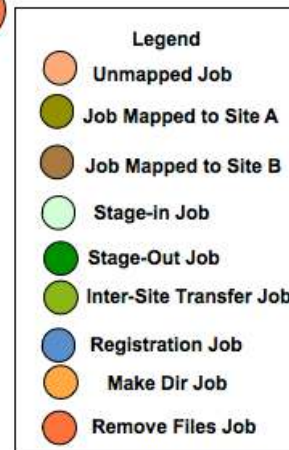 Legend
Unmapped Job
Job Mapped to Site A
Job Mapped to Site B
Stage-in Job
Stage-Out Job
Inter-Site Transfer Job
Registration Job
Make Dir Job
Remove Files Job